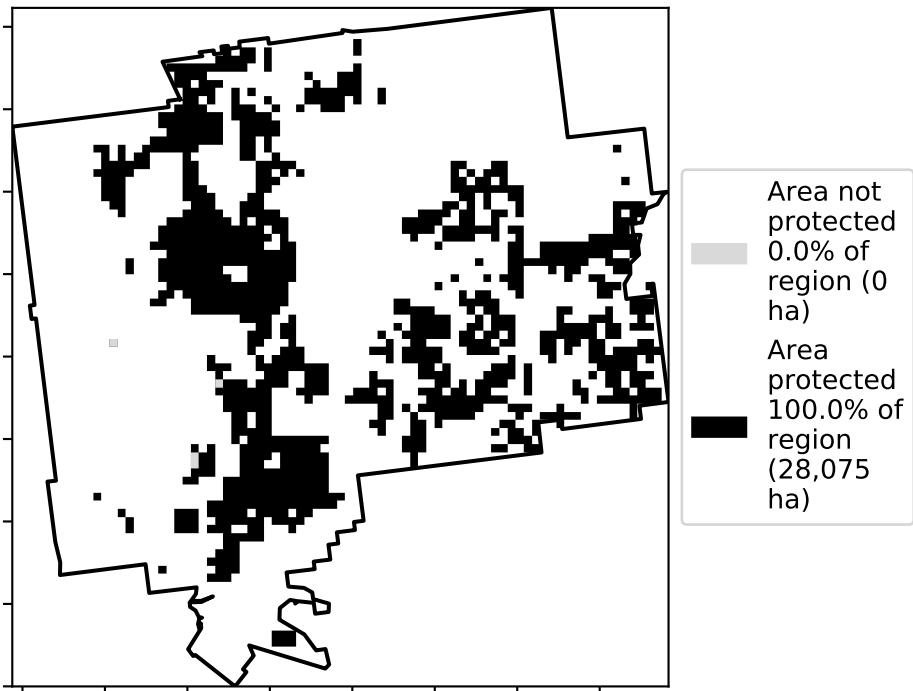 Area not
protected
0.0% of
region (0
ha)
Area
protected
100.0% of
region
(28,075
ha)